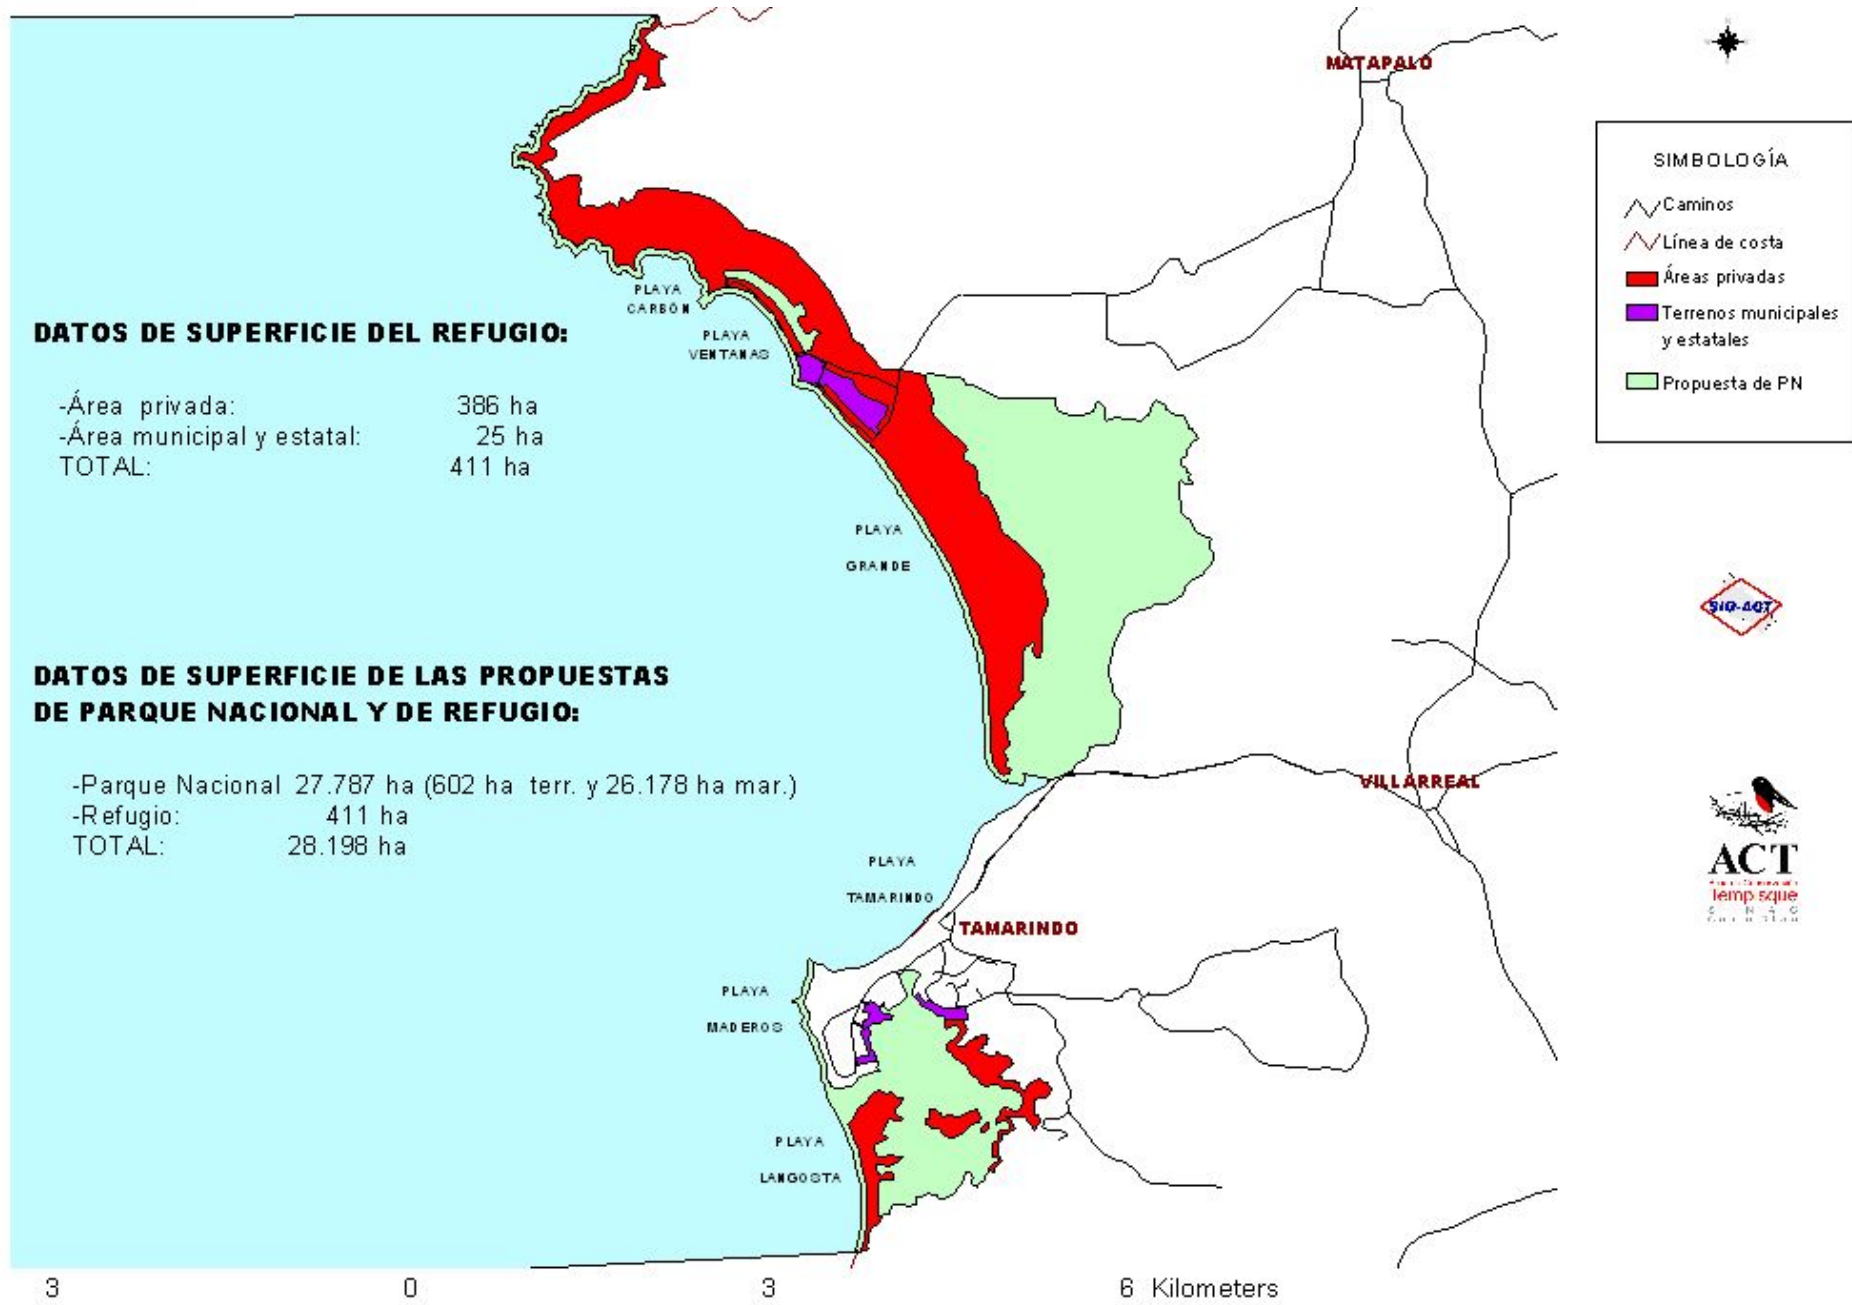 MATAPALO
SIMBOLOGÍA
Caminos
Línea de costa
Áreas privadas
Terrenos municipales
y estatales
Propuesta de PN
PLAYA
CARBÓN
PLAYA
VENTANAS
DATOS DE SUPERFICIE DEL REFUGIO:
-Área privada: 386 ha
-Área municipal y estatal: 25 ha
TOTAL: 411 ha
PLAYA
GRANDE
SIG-ACT
DATOS DE SUPERFICIE DE LAS PROPUESTAS
DE PARQUE NACIONAL Y DE REFUGIO:
-Parque Nacional 27.787 ha (602 ha terr. y 26.178 ha mar.)
-Refugio: 411 ha
TOTAL: 28.198 ha
VILLARREAL
ACT
Tempisque
PLAYA
TAMARINDO
TAMARINDO
PLAYA
MADEROS
PLAYA
LANGOSTA
3 0 3 6 Kilometers